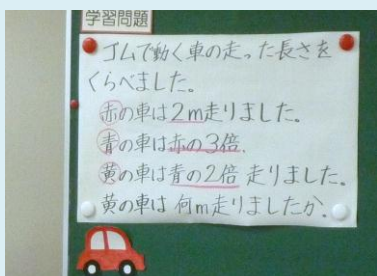 学習問題
ゴムで動く車の走った長さを
くらべました。
赤の車は2m走りました。
青の車は赤の3倍、
黄の車は青の2倍 走りました。
黄の車は 何m走りましたか。